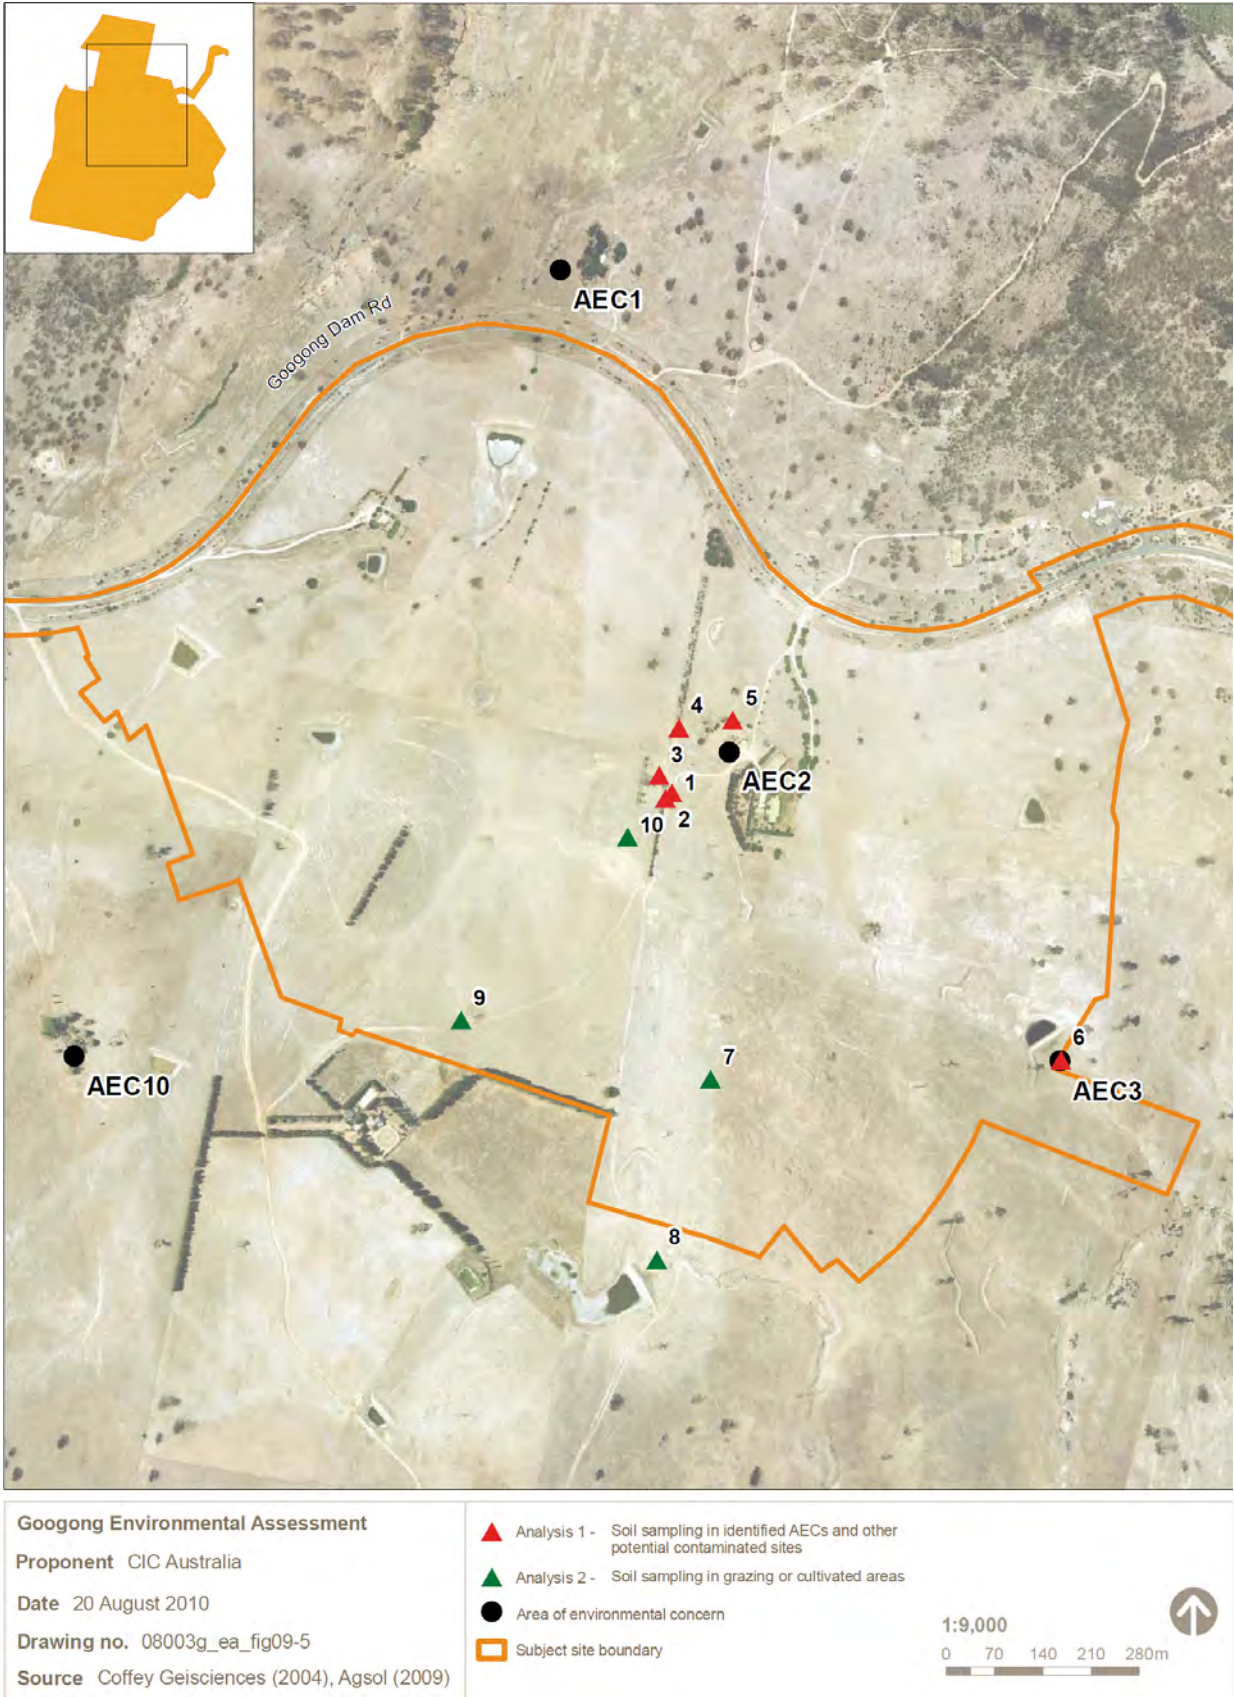 AEC1
Googong Dam Rd
4
5
3
AEC2
1
10
2
9
7
6
AEC10
AEC3
8
Googong Environmental Assessment
Proponent CIC Australia
Date 20 August 2010
Drawing no. 08003g_ea_fig09-5
Source Coffey Geisciences (2004), Agsol (2009)
Analysis 1 - Soil sampling in identified AECs and other
potential contaminated sites
Analysis 2 - Soil sampling in grazing or cultivated areas
Area of environmental concern
Subject site boundary
1:9,000
0 70 140 210 280m